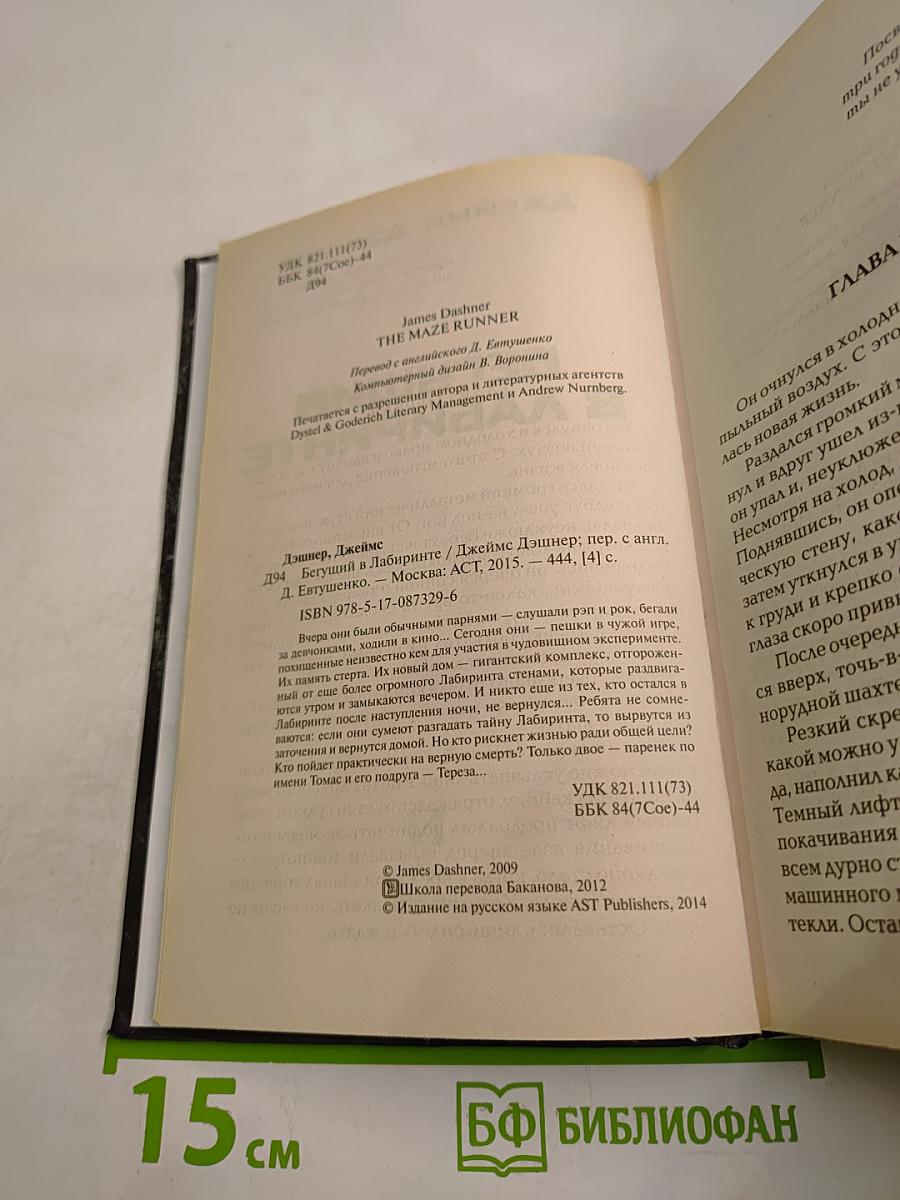 УДК 821.111(73)
ББК 84(7Сое)-44
Д94
James Dashner
THE MAZE RUNNER
Перевод с английского Д. Евтушенко
Компьютерный дизайн В. Воронина
Печатается с разрешения автора и литературных агентств
Dystel & Goderich Literary Management и Andrew Nurnberg.
Дэшнер, Джеймс
Д94 Бегущий в Лабиринте / Джеймс Дэшнер; пер. с англ.
Д. Евтушенко. — Москва: АСТ, 2015. — 444, [4] с.
ISBN 978-5-17-087329-6
Вчера они были обычными парнями — слушали рэп и рок, бегали
за девчонками, ходили в кино... Сегодня они — пешки в чужой игре,
похищенные неизвестно кем для участия в чудовищном эксперименте.
Их память стерта. Их новый дом — гигантский комплекс, отгорожен-
ный от еще более огромного Лабиринта стенами, которые раздвига-
ются утром и замыкаются вечером. И никто еще из тех, кто остался в
Лабиринте после наступления ночи, не вернулся... Ребята не сомне-
ваются: если они сумеют разгадать тайну Лабиринта, то вырвутся из
заточения и вернутся домой. Но кто рискнет жизнью ради общей цели?
Кто пойдет практически на верную смерть? Только двое — паренек по
имени Томас и его подруга — Тереза...
УДК 821.111(73)
ББК 84(7Сое)-44
© James Dashner, 2009
Школа перевода Баканова, 2012
© Издание на русском языке AST Publishers, 2014
три год
ты не у
ГЛАВА
Он очнулся в холодн
пыльный воздух. С это
лась новая жизнь.
Раздался громкий м
нул и вдруг ушел из-п
он упал и, неуклюже
Несмотря на холод,
Поднявшись, он опе
ческую стену, како
затем уткнулся в уг
к груди и крепко
глаза скоро привы
После очередн
ся вверх, точь-в-
норудной шахте
Резкий скре
какой можно у
да, наполнил ка
Темный лифт
покачивания
всем дурно ст
машинного м
текли. Оста
15 см
БФ БИБЛИОФАН